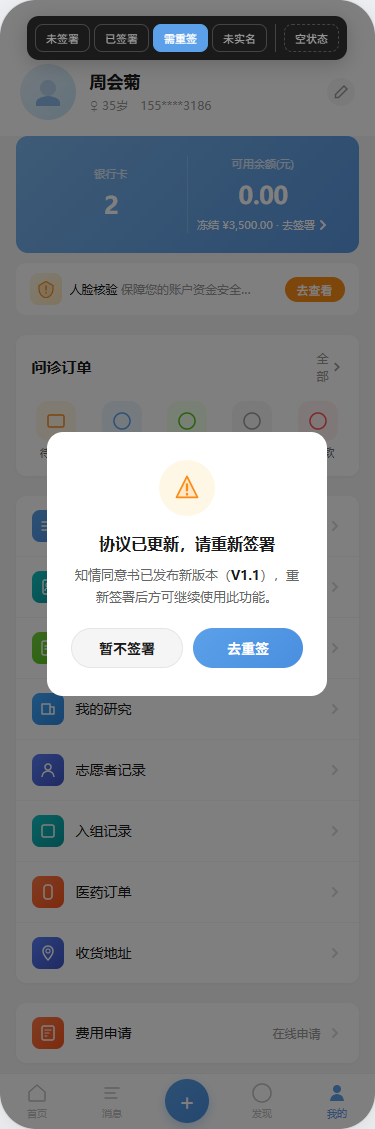 未签署 已签署 需重签 未实名 空状态
周会菊
♀ 35岁 155****3186
银行卡
2
可用余额(元)
0.00
冻结 ¥3,500.00 · 去签署
人脸核验 保障您的账户资金安全... 去查看
问诊订单
全部
待
款
协议已更新，请重新签署
知情同意书已发布新版本（V1.1），重
新签署后方可继续使用此功能。
暂不签署 去重签
我的研究
志愿者记录
入组记录
医药订单
收货地址
费用申请 在线申请
首页 消息 + 发现 我的